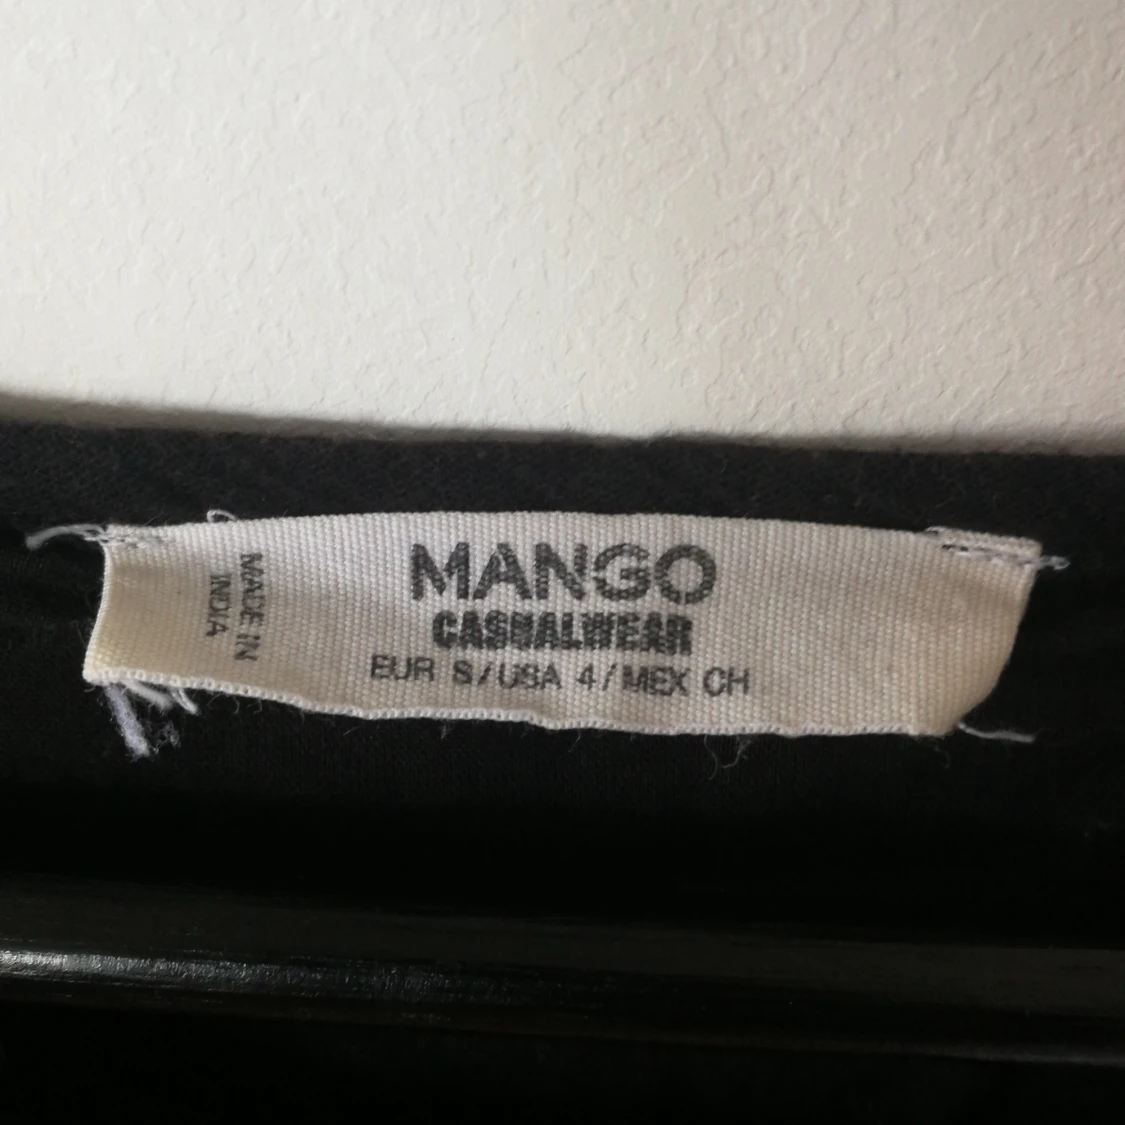 MANGO
CASUALWEAR
EUR S/USA 4/MEX CH
MADE IN
INDIA